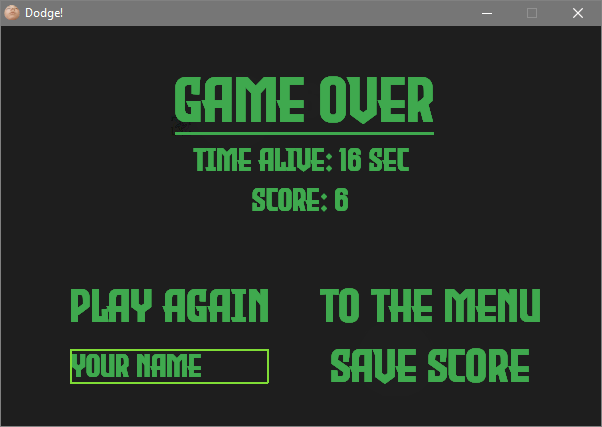 Dodge!
GAME OVER
TIME ALIVE: 16 SEC
SCORE: 6
PLAY AGAIN
TO THE MENU
YOUR NAME
SAVE SCORE